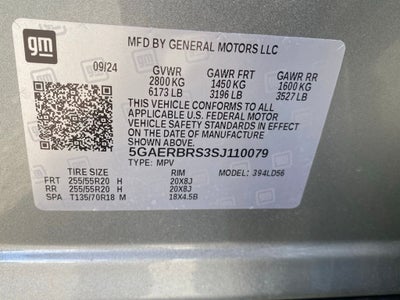 gm
MFD BY GENERAL MOTORS LLC
09/24 GVWR GAWR FRT GAWR RR
2800 KG 1450 KG 1600 KG
6173 LB 3196 LB 3527 LB
THIS VEHICLE CONFORMS TO ALL
APPLICABLE U.S. FEDERAL MOTOR
VEHICLE SAFETY STANDARDS IN EFFECT
ON THE DATE OF MANUFACTURE
SHOWN ABOVE.
5GAERBRS3SJ110079
TYPE: MPV MODEL: 394LD56
TIRE SIZE RIM
FRT 255/55R20 H 20X8J
RR 255/55R20 H 20X8J
SPA T135/70R18 M 18X4.5B